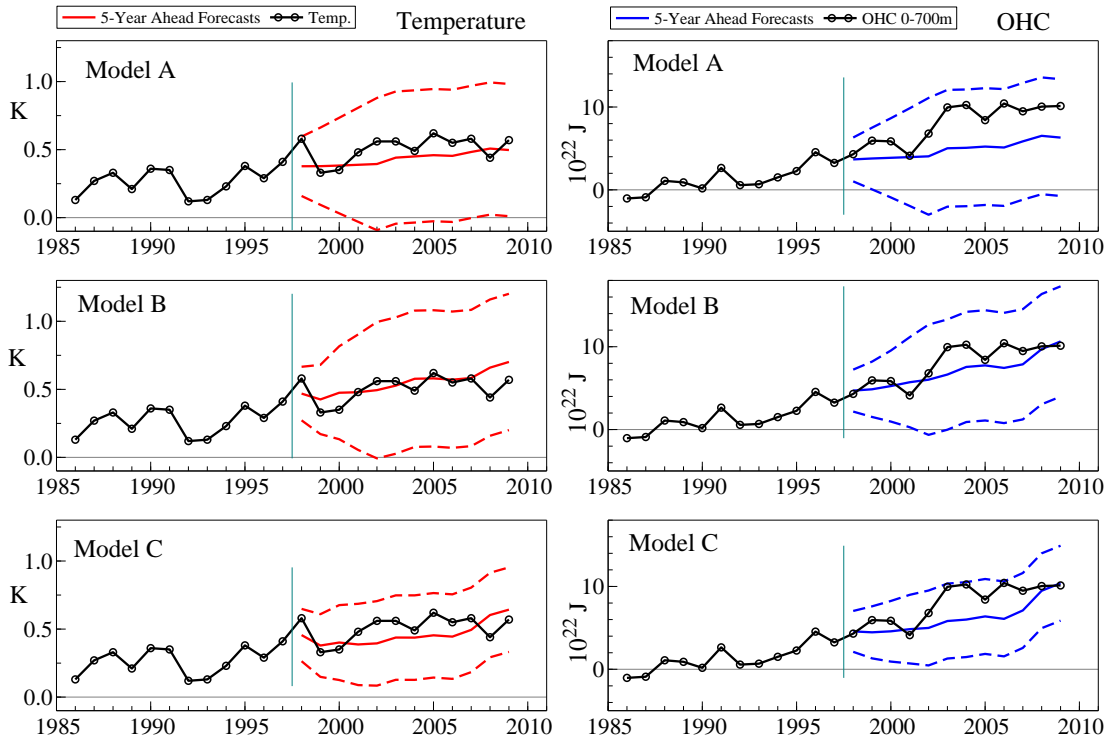 5-Year Ahead Forecasts Temp. Temperature
Model A
K
1.0
0.5
0.0
1985 1990 1995 2000 2005 2010
5-Year Ahead Forecasts OHC 0-700m OHC
Model A
10²² J
10
0
1985 1990 1995 2000 2005 2010
Model B
K
1.0
0.5
0.0
1985 1990 1995 2000 2005 2010
Model B
10²² J
10
0
1985 1990 1995 2000 2005 2010
Model C
K
1.0
0.5
0.0
1985 1990 1995 2000 2005 2010
Model C
10²² J
10
0
1985 1990 1995 2000 2005 2010